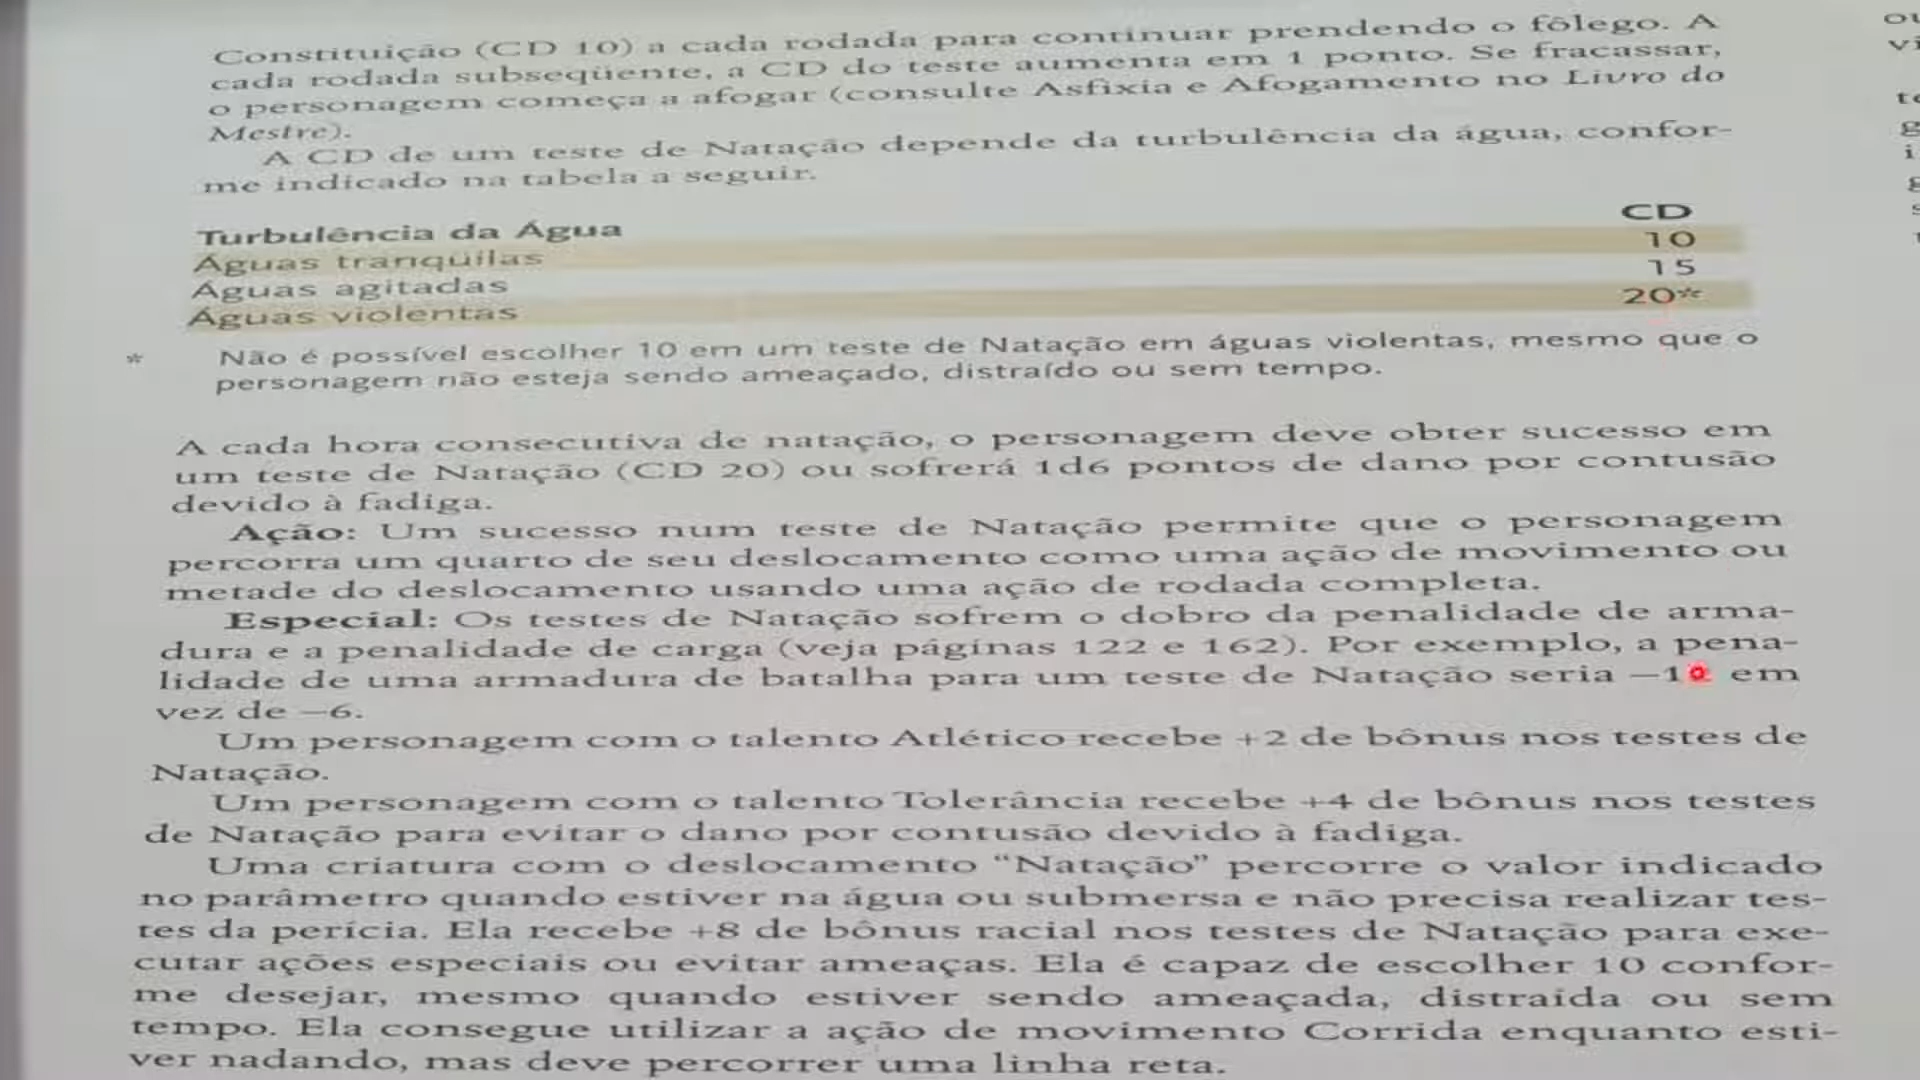 Constituição (CD 10) a cada rodada para continuar prendendo o fôlego. A
cada rodada subseqüente, a CD do teste aumenta em 1 ponto. Se fracassar,
o personagem começa a afogar (consulte Asfixia e Afogamento no Livro do
Mestre).
A CD de um teste de Natação depende da turbulência da água, confor-
me indicado na tabela a seguir.
Turbulência da Água CD
Águas tranqüilas 10
Águas agitadas 15
Águas violentas 20*
* Não é possível escolher 10 em um teste de Natação em águas violentas, mesmo que o
personagem não esteja sendo ameaçado, distraído ou sem tempo.
A cada hora consecutiva de natação, o personagem deve obter sucesso em
um teste de Natação (CD 20) ou sofrerá 1d6 pontos de dano por contusão
devido à fadiga.
Ação: Um sucesso num teste de Natação permite que o personagem
percorra um quarto de seu deslocamento como uma ação de movimento ou
metade do deslocamento usando uma ação de rodada completa.
Especial: Os testes de Natação sofrem o dobro da penalidade de arma-
dura e a penalidade de carga (veja páginas 122 e 162). Por exemplo, a pena-
lidade de uma armadura de batalha para um teste de Natação seria em
vez de –6.
Um personagem com o talento Atlético recebe +2 de bônus nos testes de
Natação.
Um personagem com o talento Tolerância recebe +4 de bônus nos testes
de Natação para evitar o dano por contusão devido à fadiga.
Uma criatura com o deslocamento “Natação” percorre o valor indicado
no parâmetro quando estiver na água ou submersa e não precisa realizar tes-
tes da perícia. Ela recebe +8 de bônus racial nos testes de Natação para exe-
cutar ações especiais ou evitar ameaças. Ela é capaz de escolher 10 confor-
me desejar, mesmo quando estiver sendo ameaçada, distraída ou sem
tempo. Ela consegue utilizar a ação de movimento Corrida enquanto esti-
ver nadando, mas deve percorrer uma linha reta.